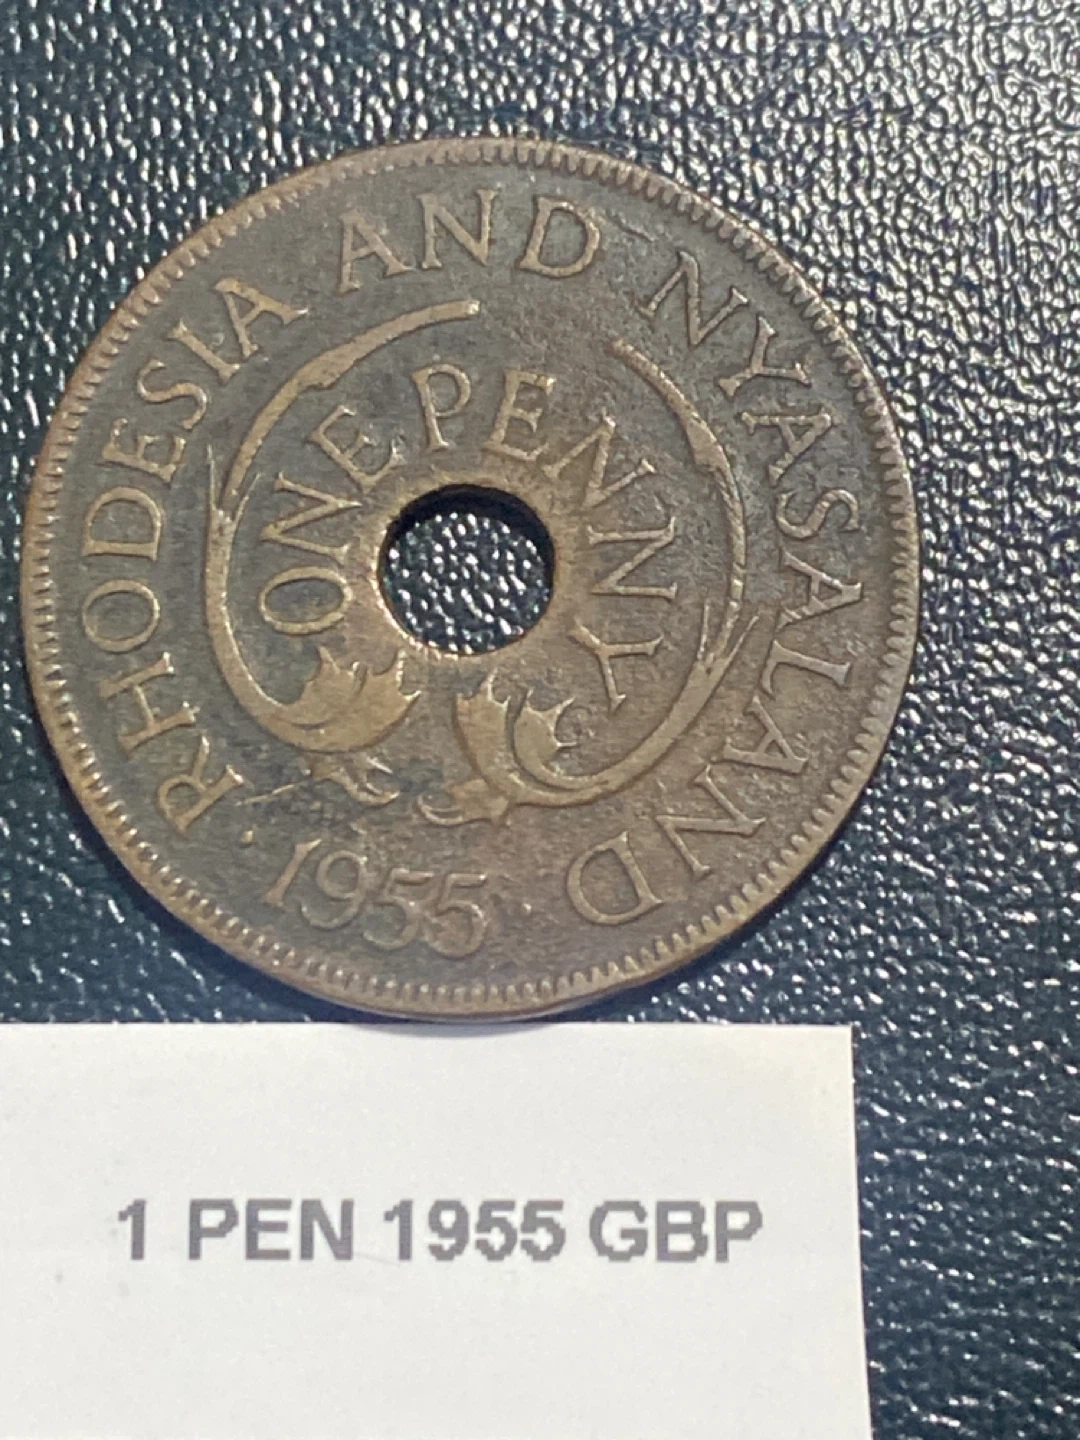 RHODESIA AND NYASALAND
ONE PENNY
· 1955 ·
1 PEN 1955 GBP